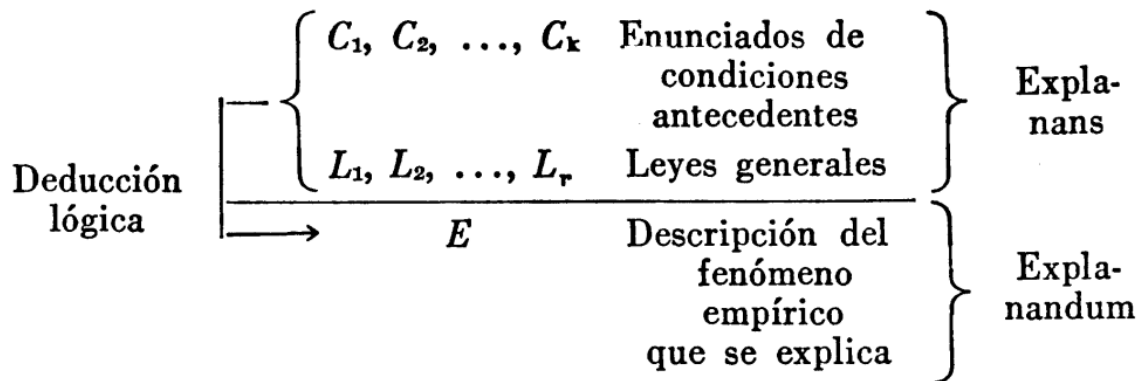 C₁, C₂, ..., Cₖ Enunciados de
condiciones
antecedentes
Expla-
nans
L₁, L₂, ..., Lᵣ Leyes generales
Deducción
lógica
E Descripción del
fenómeno
empírico
que se explica
Expla-
nandum